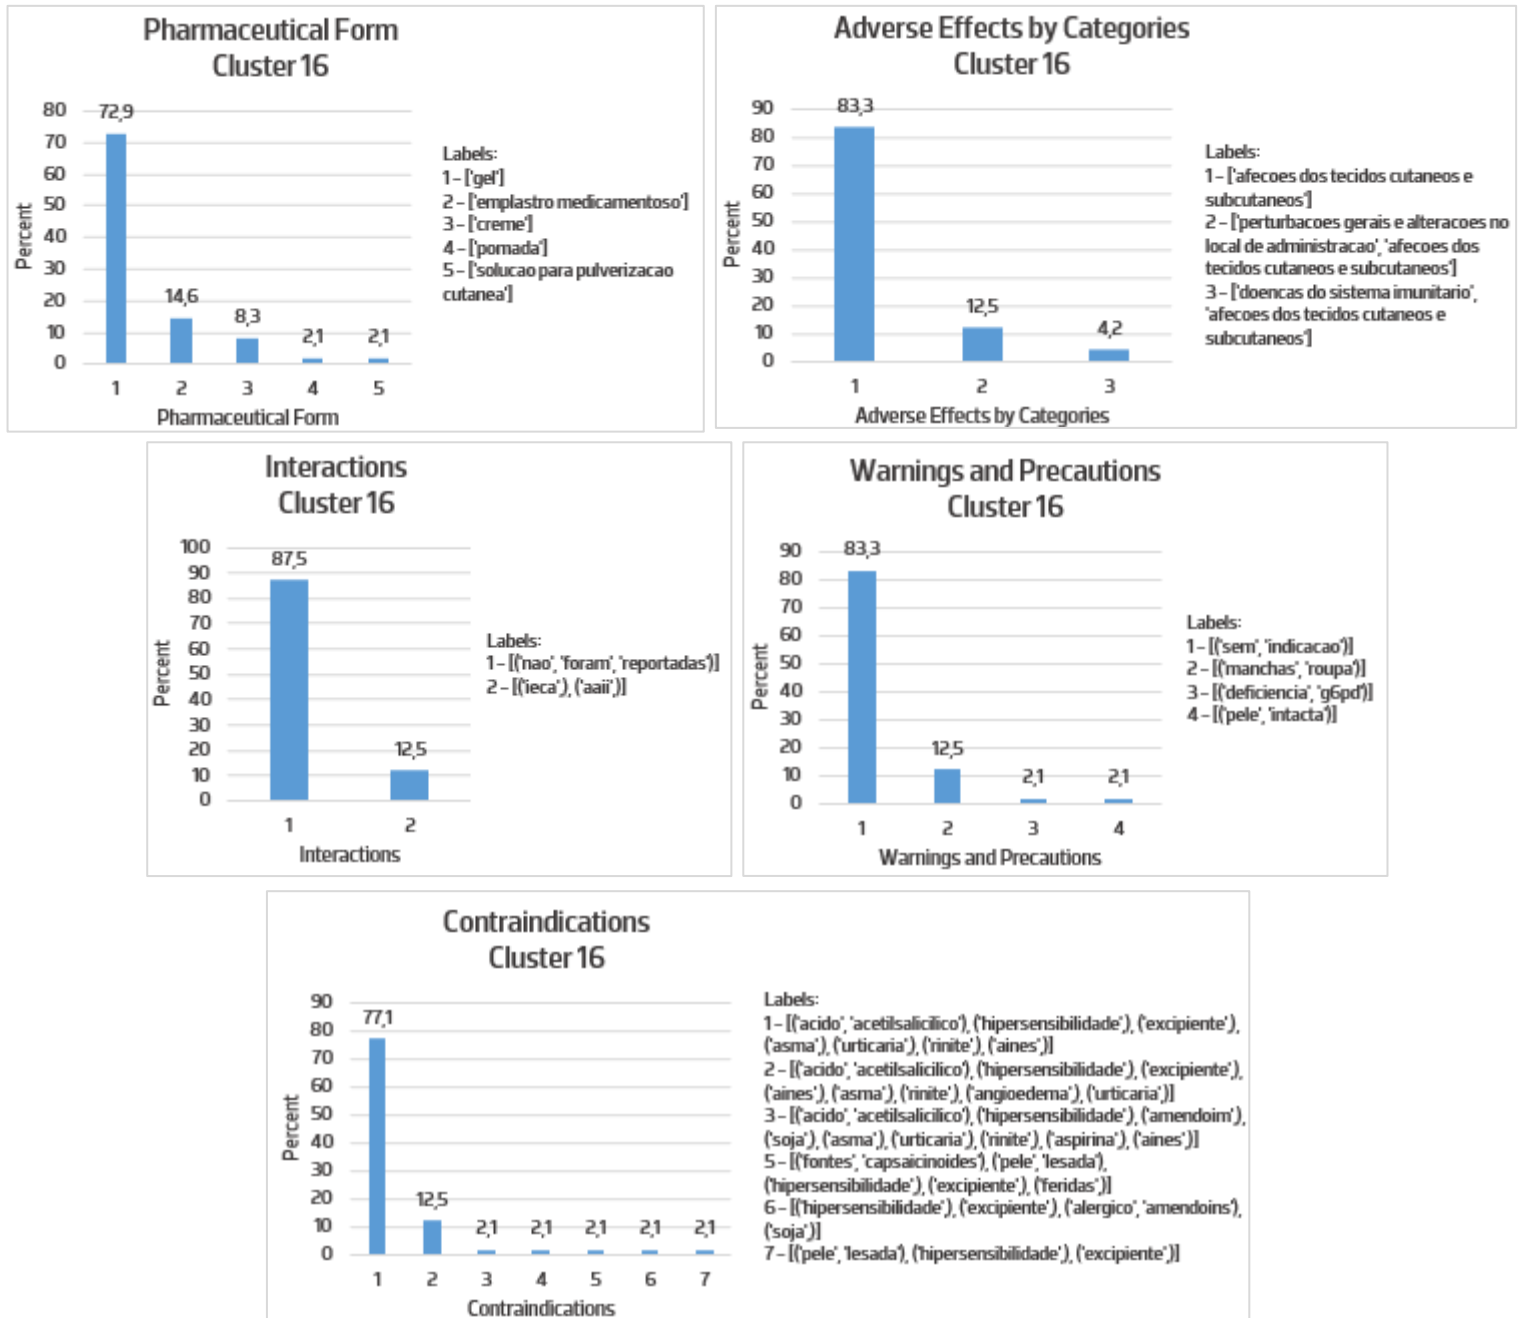 Pharmaceutical Form
Cluster 16
80
70
60
50
40
30
20
10
0
Percent
72,9
14,6
8,3
2,1
2,1
1 2 3 4 5
Pharmaceutical Form
Labels:
1 – ['gel']
2 – ['emplastro medicamentoso']
3 – ['creme']
4 – ['pomada']
5 – ['solucao para pulverizacao
cutanea']
Adverse Effects by Categories
Cluster 16
90
80
70
60
50
40
30
20
10
0
Percent
83,3
12,5
4,2
1 2 3
Adverse Effects by Categories
Labels:
1 – ['afecoes dos tecidos cutaneos e
subcutaneos']
2 – ['perturbacoes gerais e alteracoes no
local de administracao', 'afecoes dos
tecidos cutaneos e subcutaneos']
3 – ['doencas do sistema imunitario',
'afecoes dos tecidos cutaneos e
subcutaneos']
Interactions
Cluster 16
100
90
80
70
60
50
40
30
20
10
0
Percent
87,5
12,5
1 2
Interactions
Labels:
1 – [('nao', 'foram', 'reportadas')]
2 – [('ieca',), ('aaii',)]
Warnings and Precautions
Cluster 16
90
80
70
60
50
40
30
20
10
0
Percent
83,3
12,5
2,1
2,1
1 2 3 4
Warnings and Precautions
Labels:
1 – [('sem', 'indicacao')]
2 – [('manchas', 'roupa')]
3 – [('deficiencia', 'g6pd')]
4 – [('pele', 'intacta')]
Contraindications
Cluster 16
90
80
70
60
50
40
30
20
10
0
Percent
77,1
12,5
2,1
2,1
2,1
2,1
2,1
1 2 3 4 5 6 7
Contraindications
Labels:
1 – [('acido', 'acetilsalicilico'), ('hipersensibilidade',), ('excipiente',),
('asma',), ('urticaria',), ('rinite',), ('aines',)]
2 – [('acido', 'acetilsalicilico'), ('hipersensibilidade',), ('excipiente',),
('aines',), ('asma',), ('rinite',), ('angioedema',), ('urticaria',)]
3 – [('acido', 'acetilsalicilico'), ('hipersensibilidade',), ('amendoim',),
('soja',), ('asma',), ('urticaria',), ('rinite',), ('aspirina',), ('aines',)]
5 – [('fontes', 'capsaicinoides'), ('pele', 'lesada'),
('hipersensibilidade',), ('excipiente',), ('feridas',)]
6 – [('hipersensibilidade',), ('excipiente',), ('alergico', 'amendoins'),
('soja',)]
7 – [('pele', 'lesada'), ('hipersensibilidade',), ('excipiente',)]